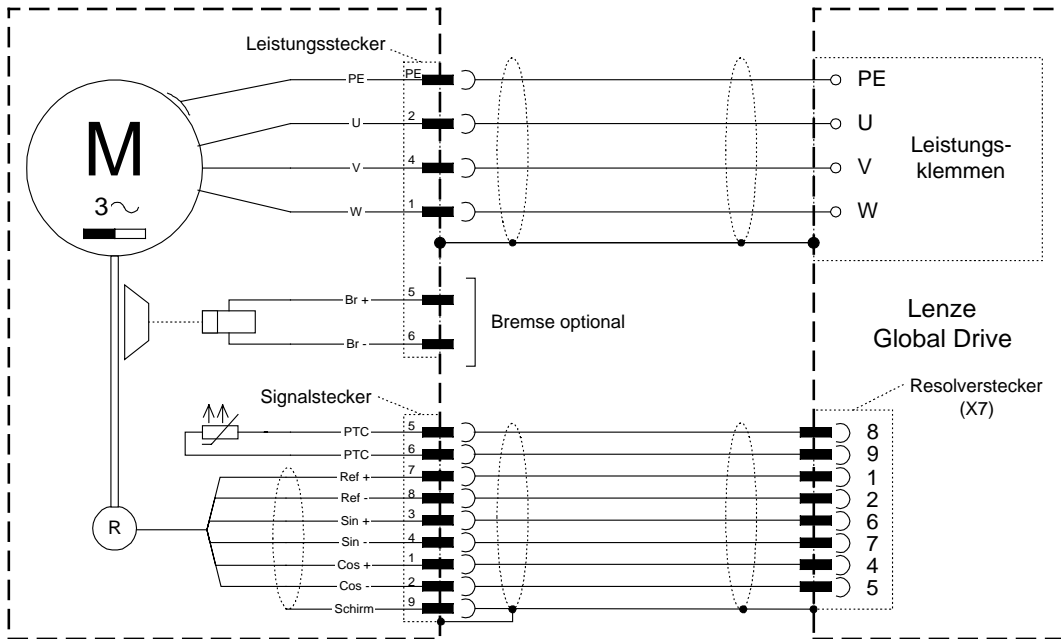 Leistungsstecker
M
3
PE PE PE
U 2 U
V 4 V
W 1 W
Leistungs-
klemmen
Br + 5
Br - 6
Bremse optional
Lenze
Global Drive
Signalstecker
Resolverstecker
(X7)
PTC 5 8
PTC 6 9
Ref + 7 1
Ref - 8 2
R
Sin + 3 6
Sin - 4 7
Cos + 1 4
Cos - 2 5
Schirm 9